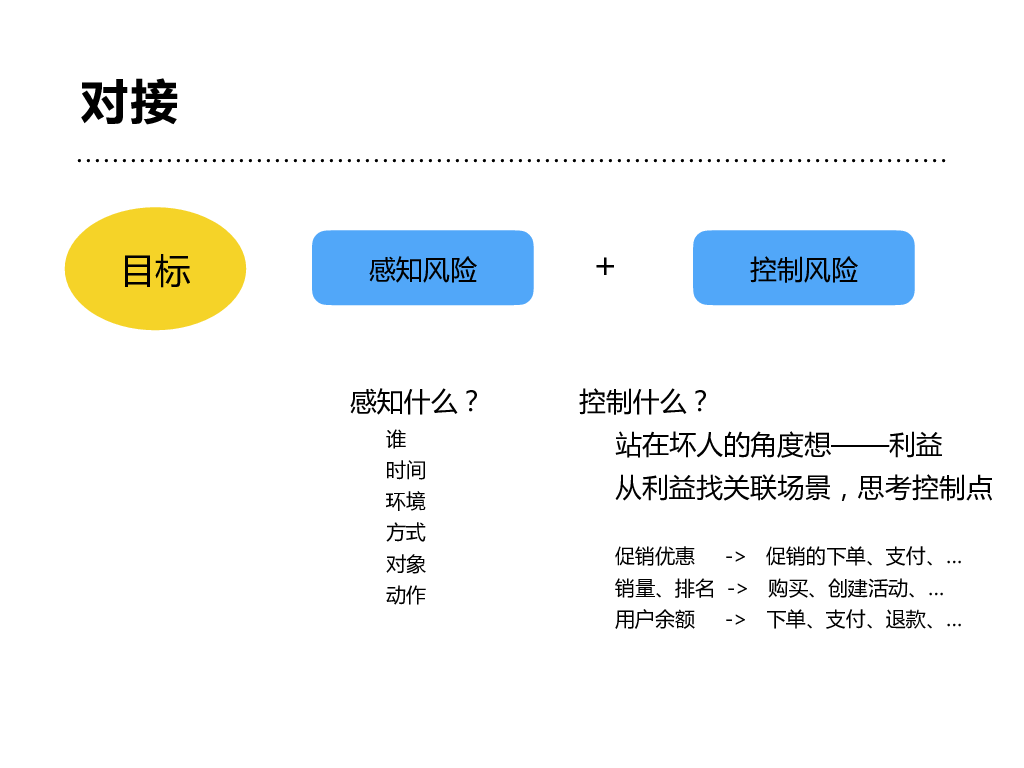 对接
目标
感知风险
+
控制风险
感知什么？
谁
时间
环境
方式
对象
动作
控制什么？
站在坏人的角度想——利益
从利益找关联场景，思考控制点
促销优惠 -> 促销的下单、支付、...
销量、排名 -> 购买、创建活动、...
用户余额 -> 下单、支付、退款、...